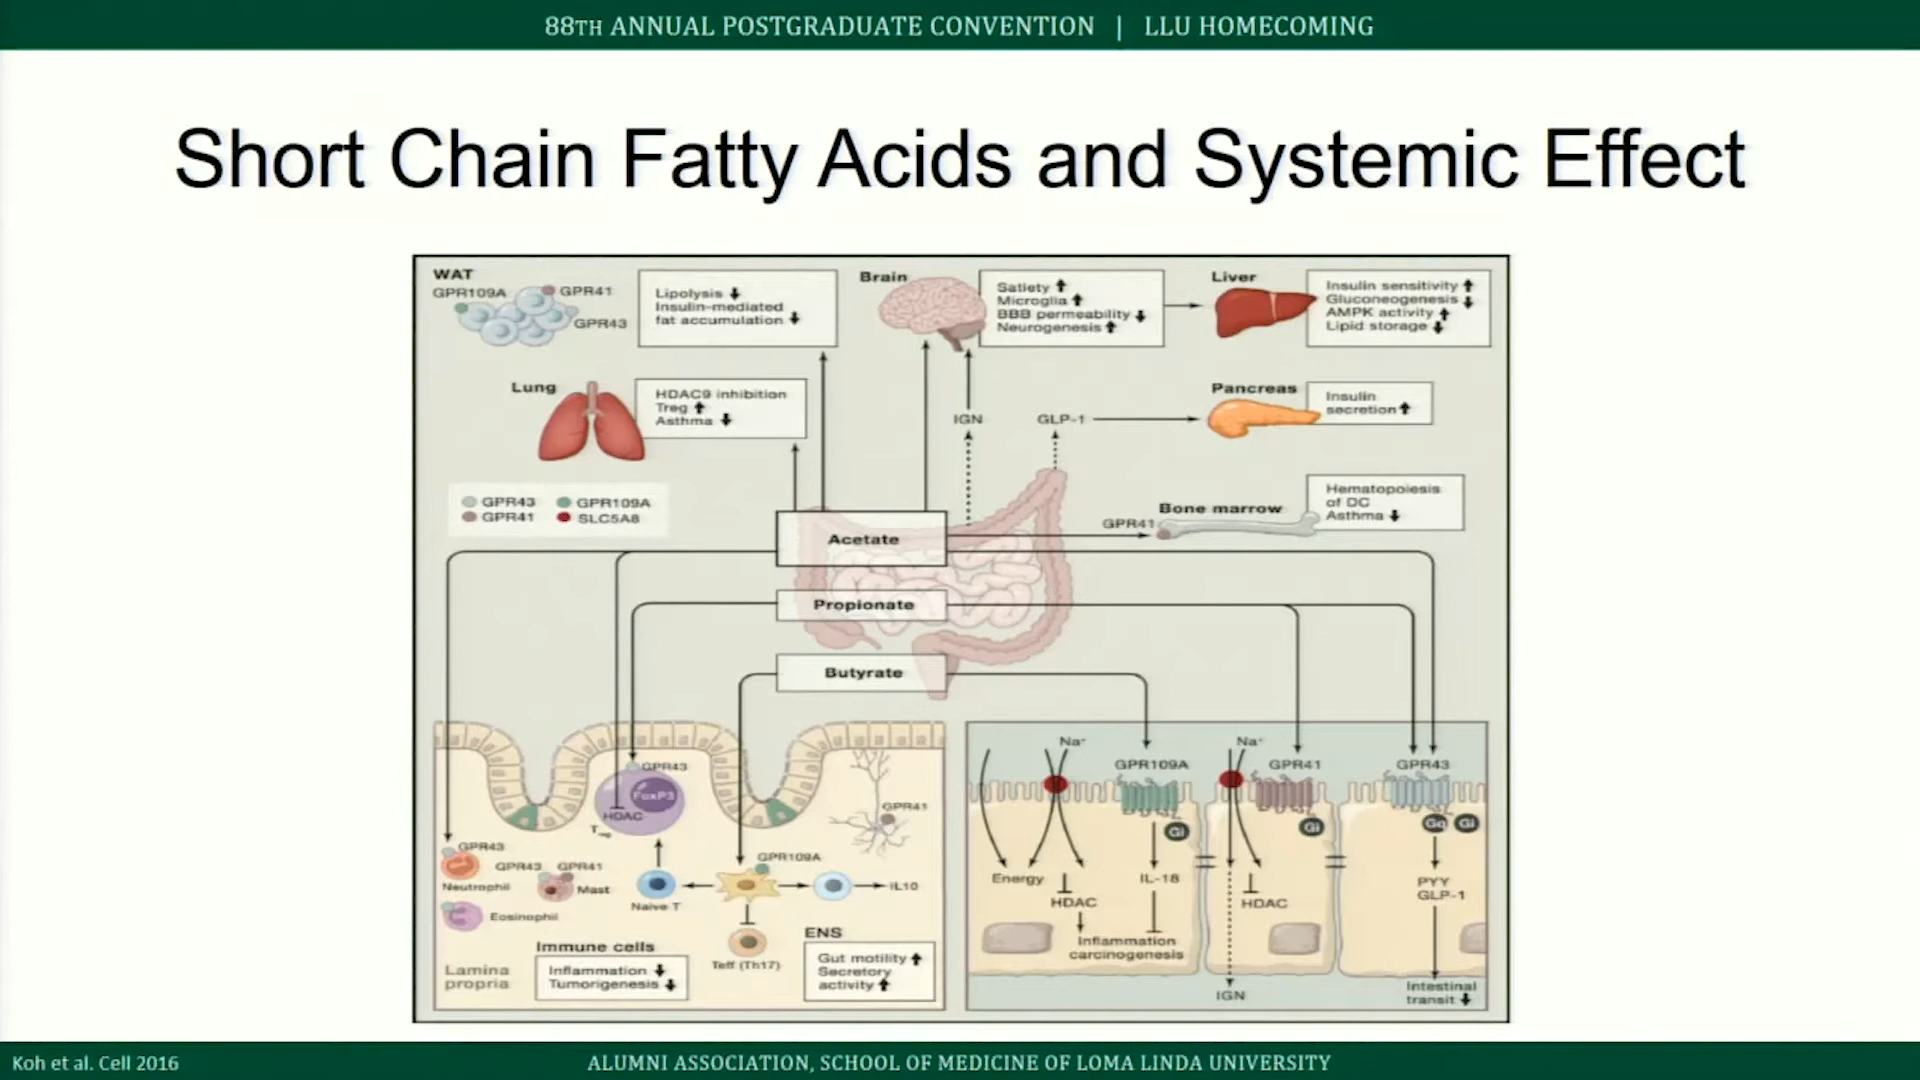 88TH ANNUAL POSTGRADUATE CONVENTION | LLU HOMECOMING
Short Chain Fatty Acids and Systemic Effect
WAT
GPR109A
GPR41
GPR43
Lipolysis ↓
Insulin-mediated
fat accumulation ↓
Brain
Satiety ↑
Microglia ↑
BBB permeability ↓
Neurogenesis ↑
Liver
Insulin sensitivity ↑
Gluconeogenesis ↓
AMPK activity ↑
Lipid storage ↓
Lung
HDAC9 inhibition
Treg ↑
Asthma ↓
IGN
GLP-1
Pancreas
Insulin
secretion ↑
GPR43
GPR109A
GPR41
SLC5A8
GPR41
Bone marrow
Hematopoiesis
of DC
Asthma ↓
Acetate
Propionate
Butyrate
GPR43
FoxP3
HDAC
Treg
GPR41
GPR43
Neutrophil
GPR43
GPR41
Mast
Eosinophil
Naive T
GPR109A
IL10
Teff (Th17)
Immune cells
Inflammation ↓
Tumorigenesis ↓
Lamina
propria
ENS
Gut motility ↑
Secretory
activity ↑
Na⁺
GPR109A
Na⁺
GPR41
GPR43
Gi
Gi
Gq
Gi
Energy
HDAC
IL-18
Inflammation
carcinogenesis
HDAC
IGN
PYY
GLP-1
Intestinal
transit ↓
Koh et al. Cell 2016
ALUMNI ASSOCIATION, SCHOOL OF MEDICINE OF LOMA LINDA UNIVERSITY